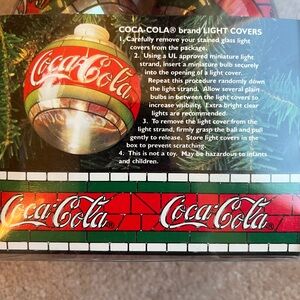 COCA-COLA® brand LIGHT COVERS
1. Carefully remove your stained glass light
covers from the package.
2. Using a UL approved miniature light
strand, insert a miniature bulb securely
into the opening of a light cover.
Repeat this procedure randomly down
the light strand. Allow several plain
bulbs in between the light covers to
increase visibility. Extra bright clear
lights are recommended.
3. To remove the light cover from the
light strand, firmly grasp the ball and pull
gently to release. Store light covers in the
box to prevent scratching.
4. This is not a toy. May be hazardous to infants
and children.
Coca-Cola
Coca-Cola Coca-Cola